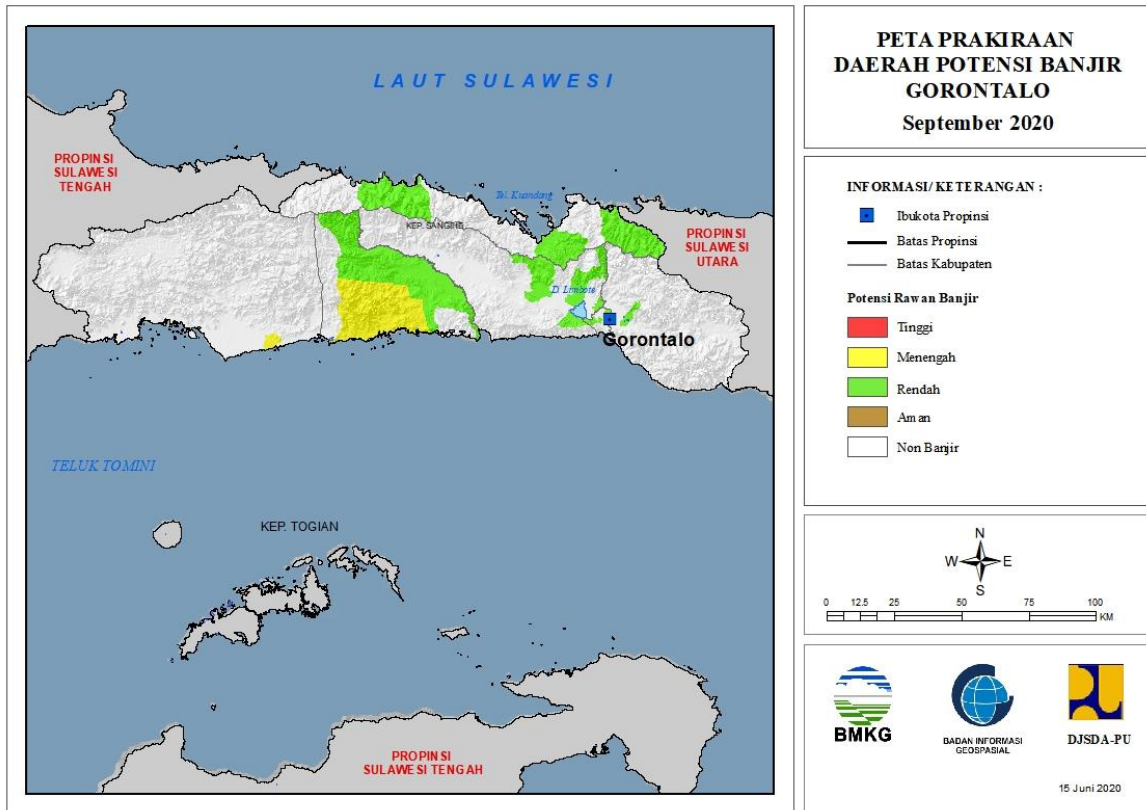 LAUT SULAWESI
PROPINSI
SULAWESI
TENGAH
Tel. Kwandang
KEP. SANGIHE
PROPINSI
SULAWESI
UTARA
D. Limboto
Gorontalo
TELUK TOMINI
KEP. TOGIAN
PROPINSI
SULAWESI TENGAH
PETA PRAKIRAAN
DAERAH POTENSI BANJIR
GORONTALO
September 2020
INFORMASI/ KETERANGAN :
Ibukota Propinsi
Batas Propinsi
Batas Kabupaten
Potensi Rawan Banjir
Tinggi
Menengah
Rendah
Aman
Non Banjir
N
W E
S
0 12.5 25 50 75 100
KM
BMKG
BADAN INFORMASI
GEOSPASIAL
DJSDA-PU
15 Juni 2020